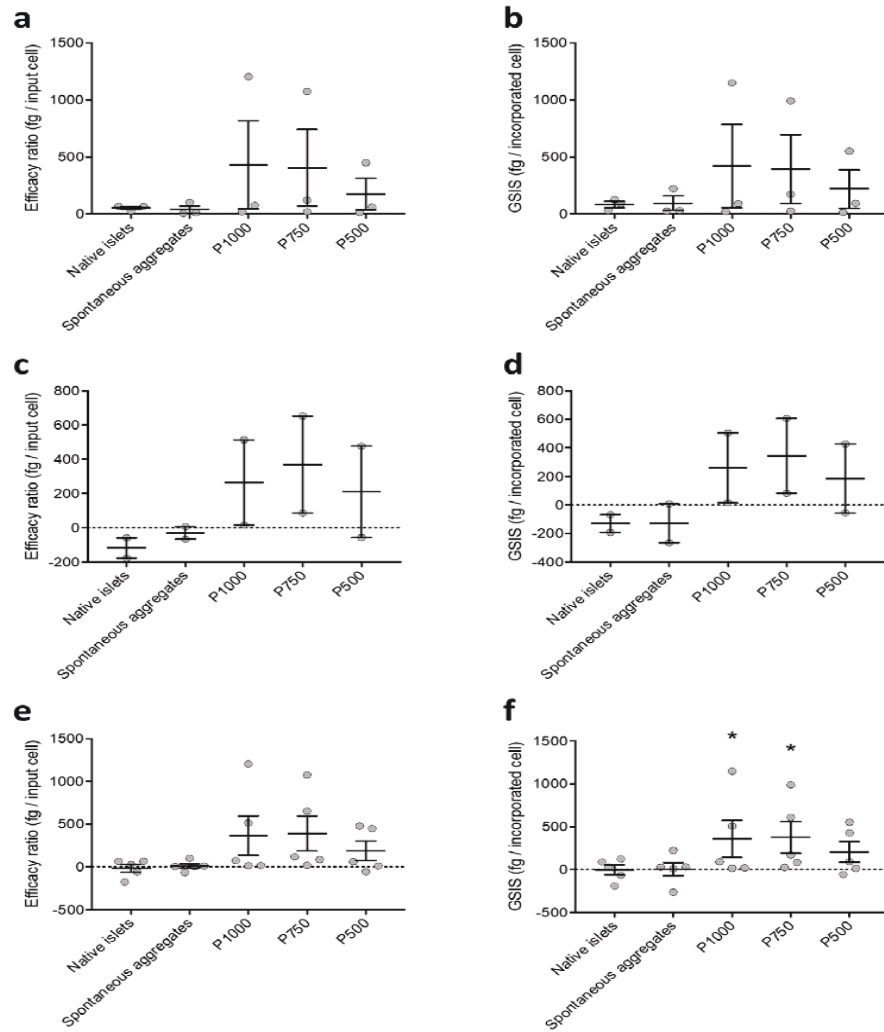 a
Efficacy ratio (fg / input cell)
1500
1000
500
0
Native islets
Spontaneous aggregates
P1000
P750
P500
b
GSIS (fg / incorporated cell)
1500
1000
500
0
Native islets
Spontaneous aggregates
P1000
P750
P500
c
Efficacy ratio (fg / input cell)
800
600
400
200
0
-200
Native islets
Spontaneous aggregates
P1000
P750
P500
d
GSIS (fg / incorporated cell)
800
600
400
200
0
-200
-400
Native islets
Spontaneous aggregates
P1000
P750
P500
e
Efficacy ratio (fg / input cell)
1500
1000
500
0
-500
Native islets
Spontaneous aggregates
P1000
P750
P500
f
GSIS (fg / incorporated cell)
1500
1000
500
0
-500
* *
Native islets
Spontaneous aggregates
P1000
P750
P500